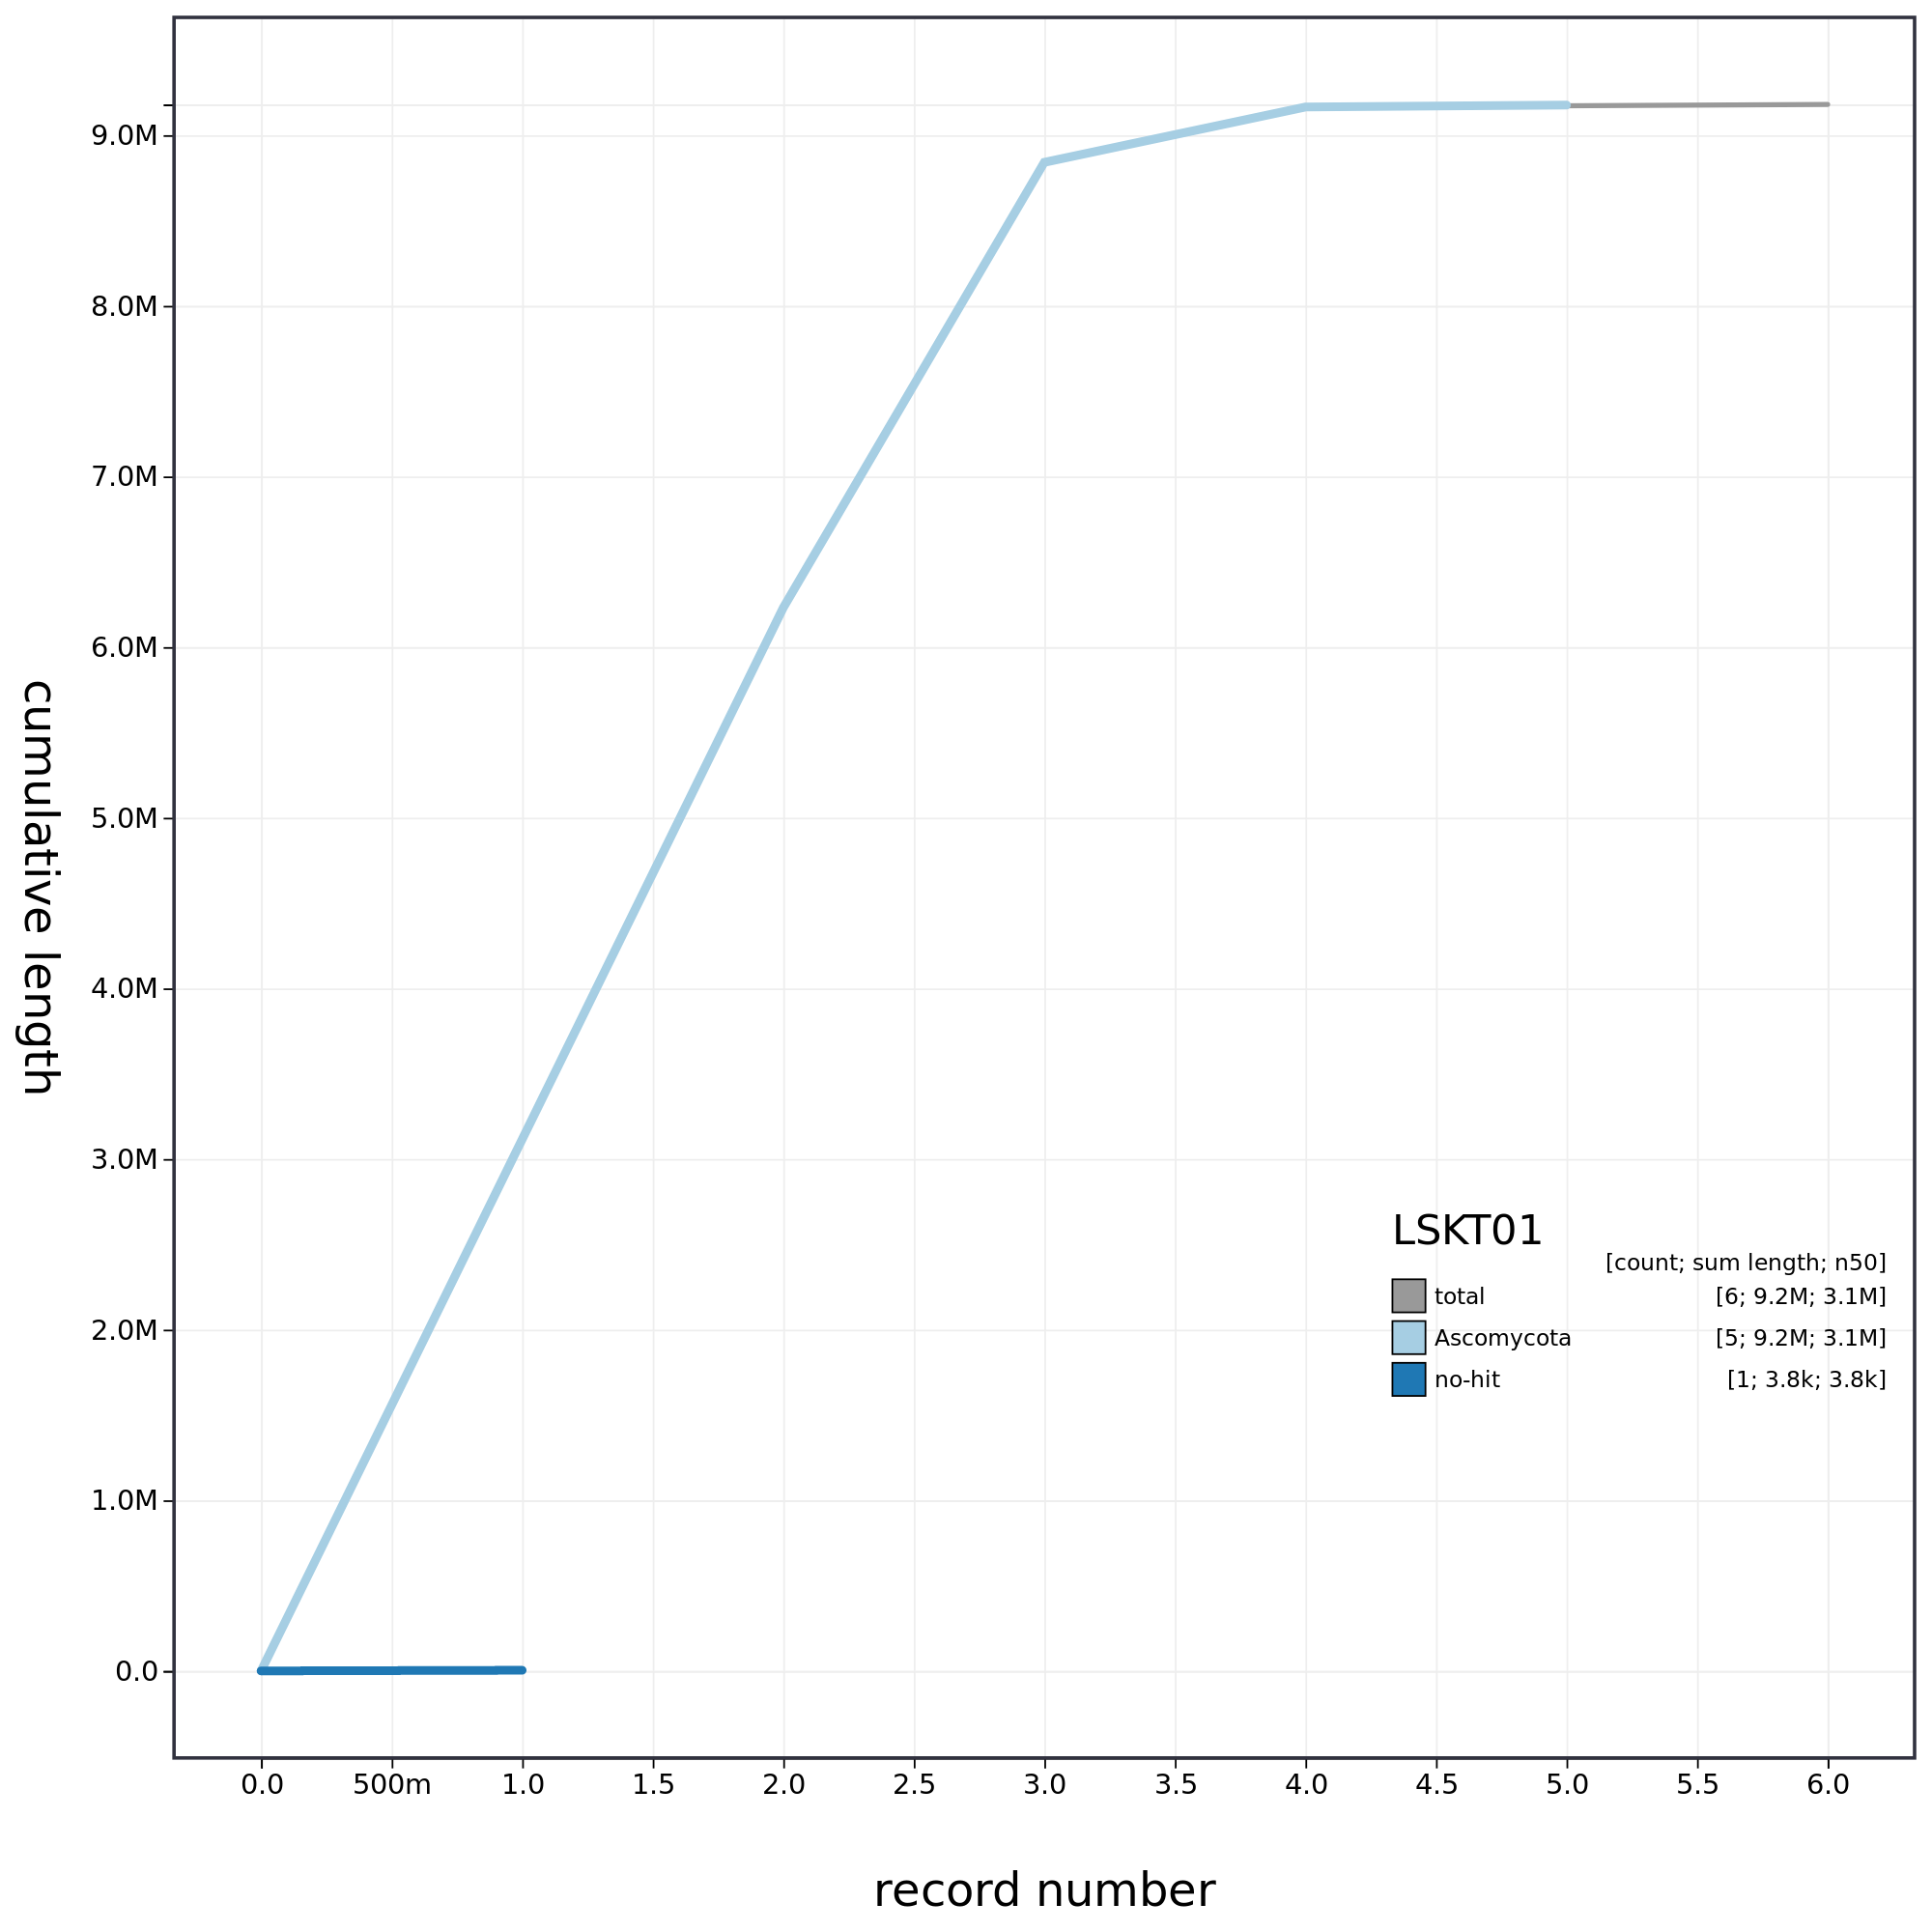 9.0M
8.0M
7.0M
6.0M
5.0M
4.0M
3.0M
2.0M
1.0M
0.0
cumulative length
LSKT01
[count; sum length; n50]
total [6; 9.2M; 3.1M]
Ascomycota [5; 9.2M; 3.1M]
no-hit [1; 3.8k; 3.8k]
0.0 500m 1.0 1.5 2.0 2.5 3.0 3.5 4.0 4.5 5.0 5.5 6.0
record number